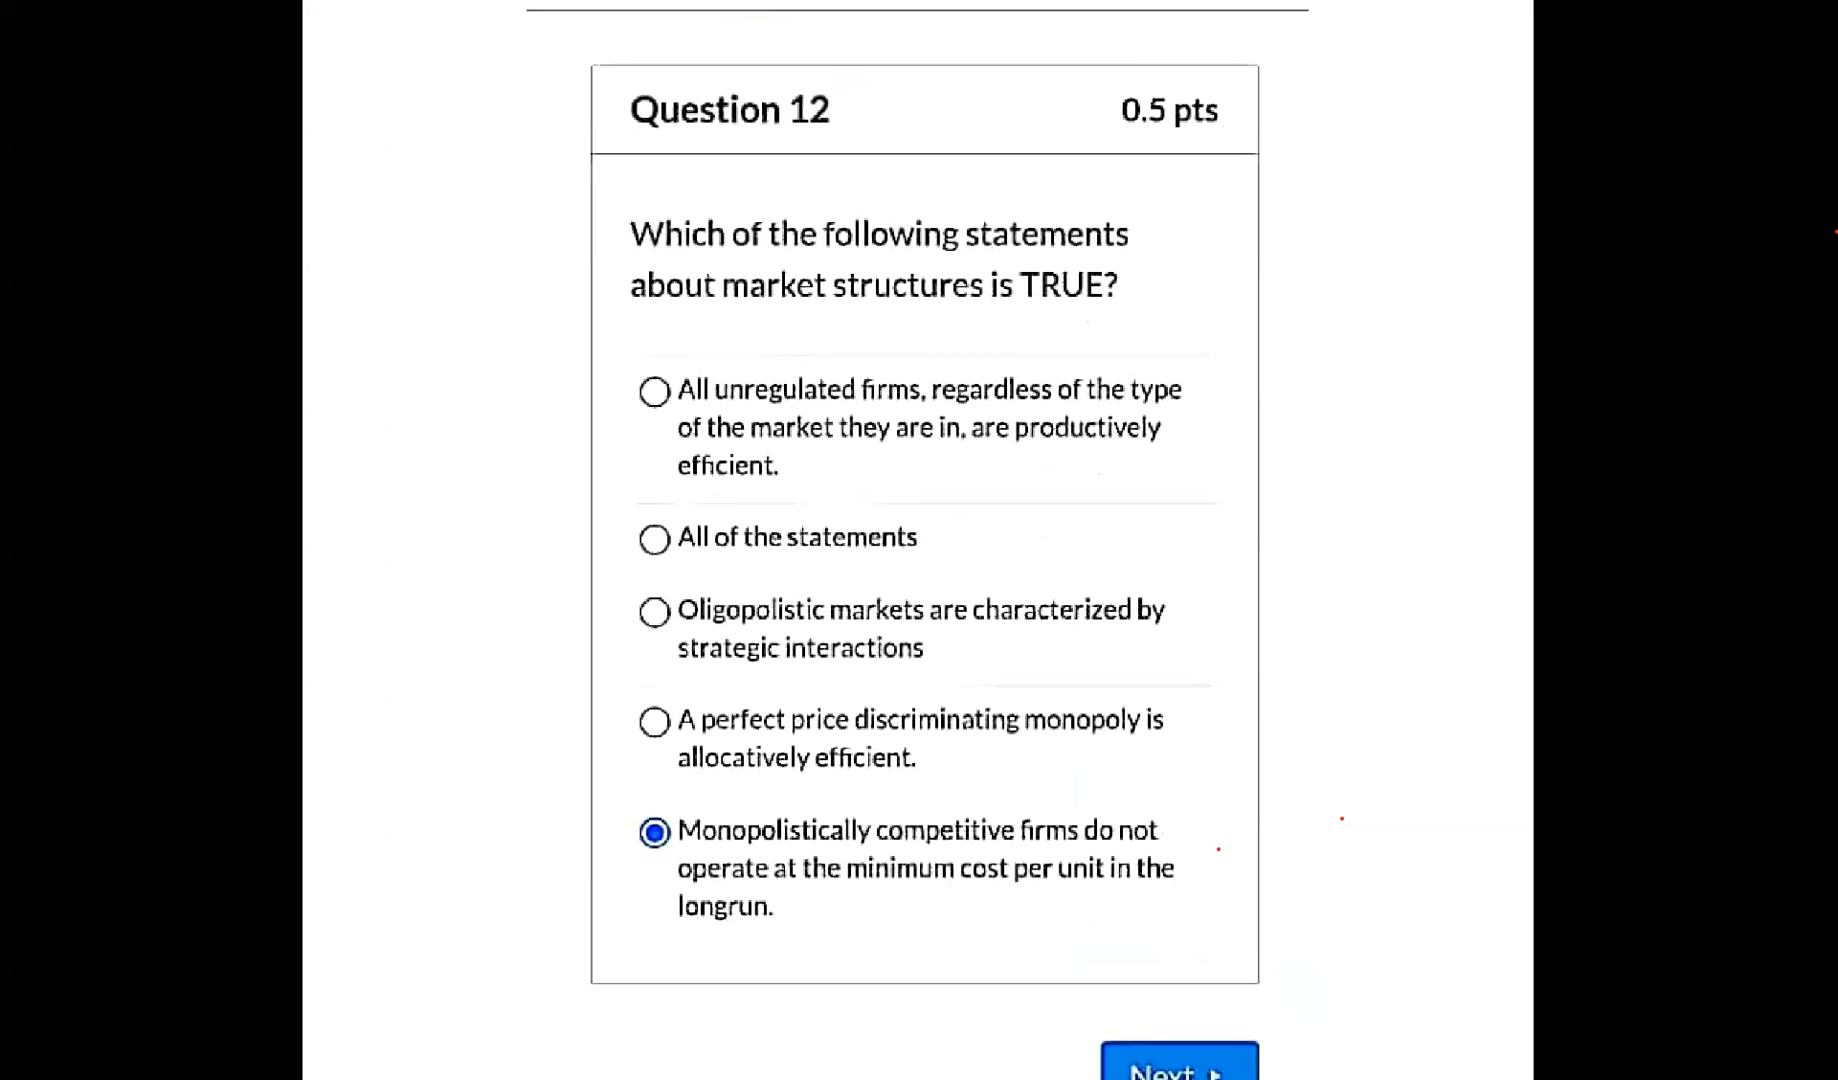 Question 12
0.5 pts
Which of the following statements
about market structures is TRUE?
All unregulated firms, regardless of the type
of the market they are in, are productively
efficient.
All of the statements
Oligopolistic markets are characterized by
strategic interactions
A perfect price discriminating monopoly is
allocatively efficient.
Monopolistically competitive firms do not
operate at the minimum cost per unit in the
longrun.
Next